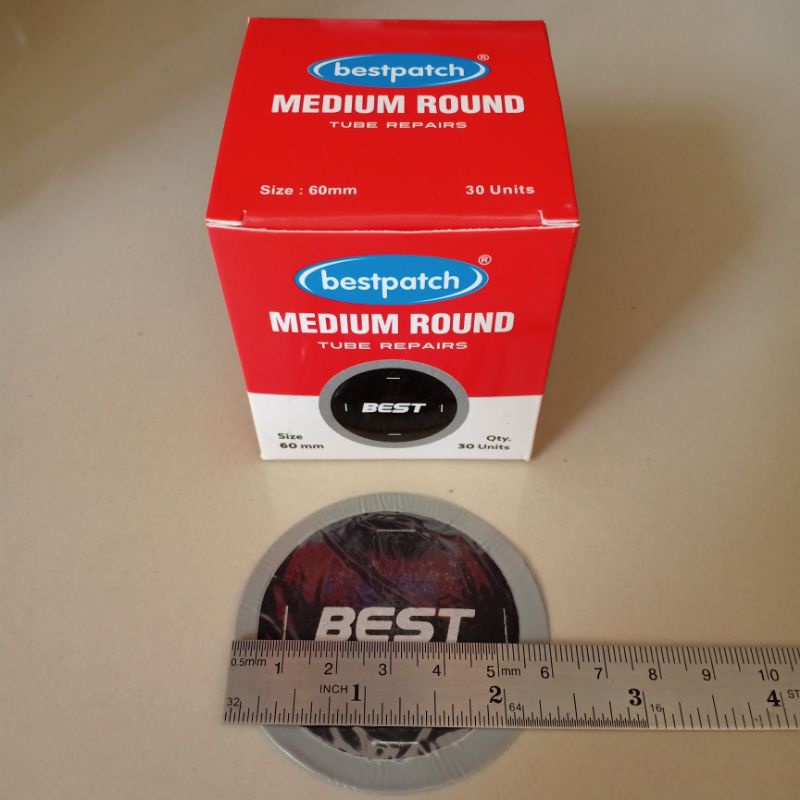 bestpatch®
MEDIUM ROUND
TUBE REPAIRS
Size : 60mm 30 Units
bestpatch®
MEDIUM ROUND
TUBE REPAIRS
BEST
Size
60 mm
Qty.
30 Units
BEST
0.5mm 1 2 3 4 5 mm 6 7 8 9 10
INCH 1 2 3 4 ST
32 64 16